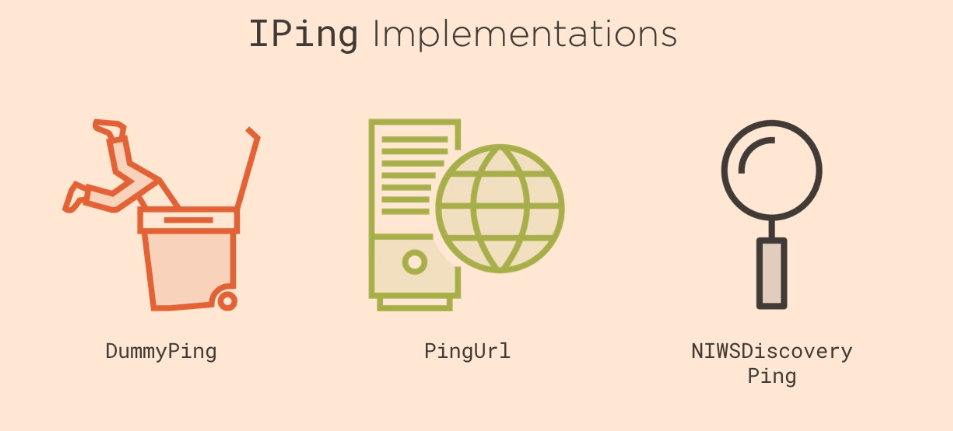 IPing Implementations
DummyPing
PingUrl
NIWSDiscovery
Ping